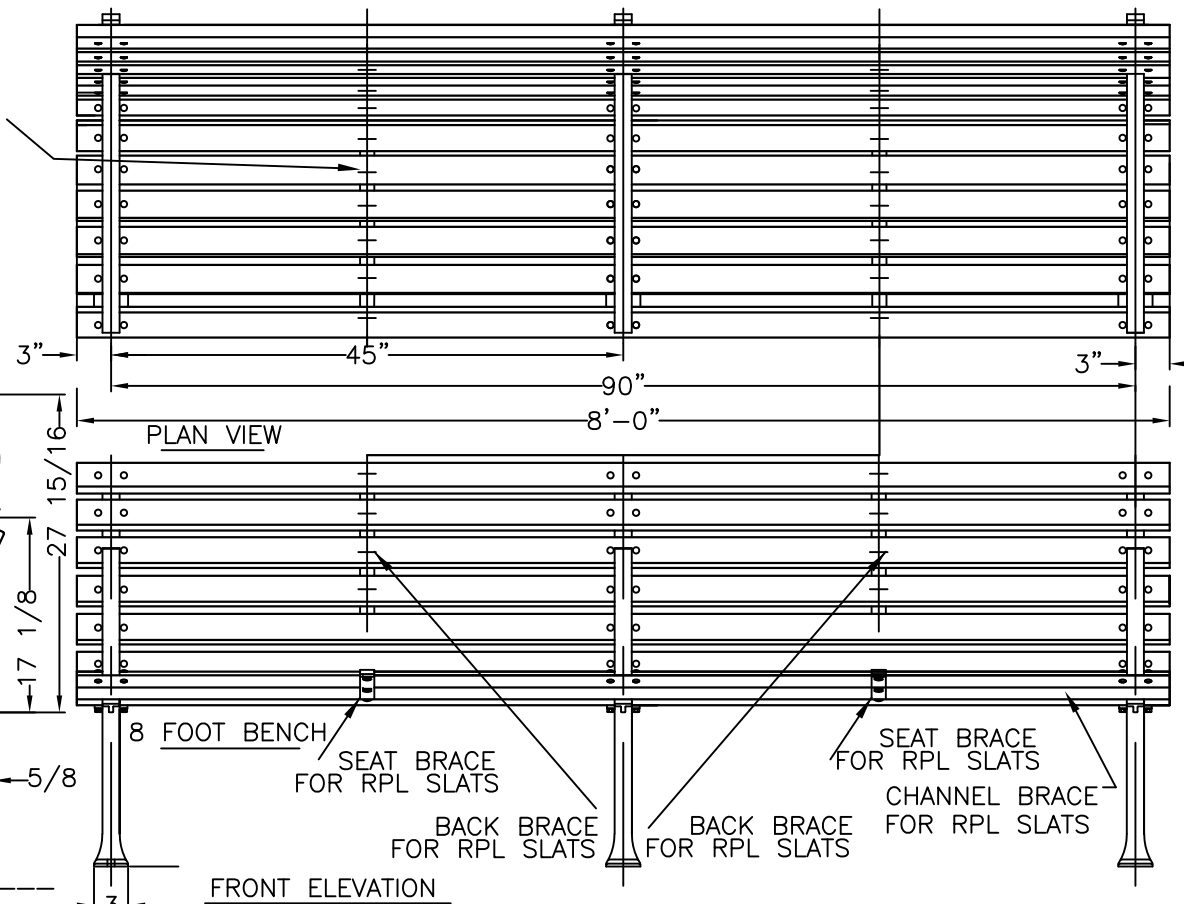 3"
45"
3"
90"
8'-0"
PLAN VIEW
27 15/16
17 1/8
8 FOOT BENCH
5/8
SEAT BRACE
FOR RPL SLATS
SEAT BRACE
FOR RPL SLATS
CHANNEL BRACE
FOR RPL SLATS
BACK BRACE
FOR RPL SLATS
BACK BRACE
FOR RPL SLATS
FRONT ELEVATION
3